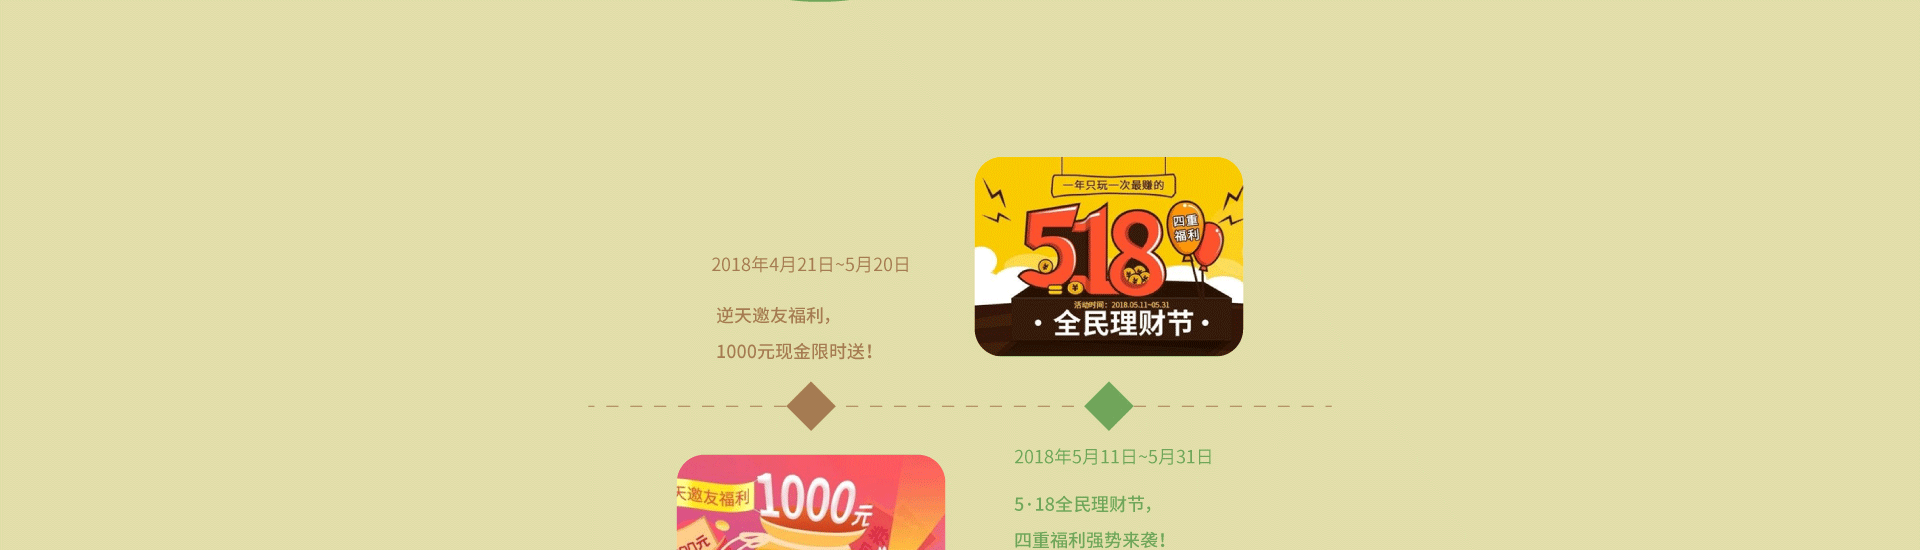 一年只玩一次最赚的
518
四重
福利
活动时间：2018.05.11~05.31
·全民理财节·
2018年4月21日~5月20日
逆天邀友福利，
1000元现金限时送！
2018年5月11日~5月31日
5·18全民理财节，
四重福利强势来袭！
天邀友福利
1000元